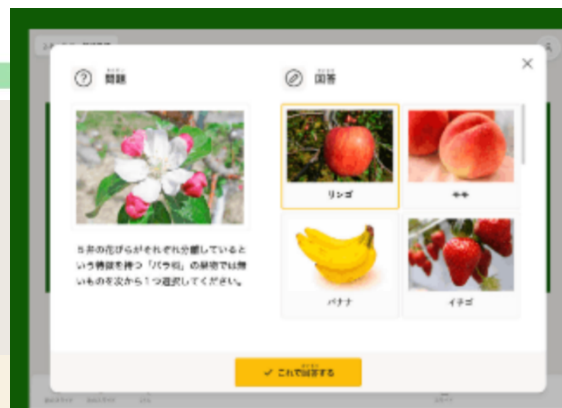 問題
5弁の花びらがそれぞれ分離していると
いう特徴を持つ「バラ科」の果物では無
いものを次から1つ選択してください。
回答
リンゴ
モモ
バナナ
イチゴ
これで回答する